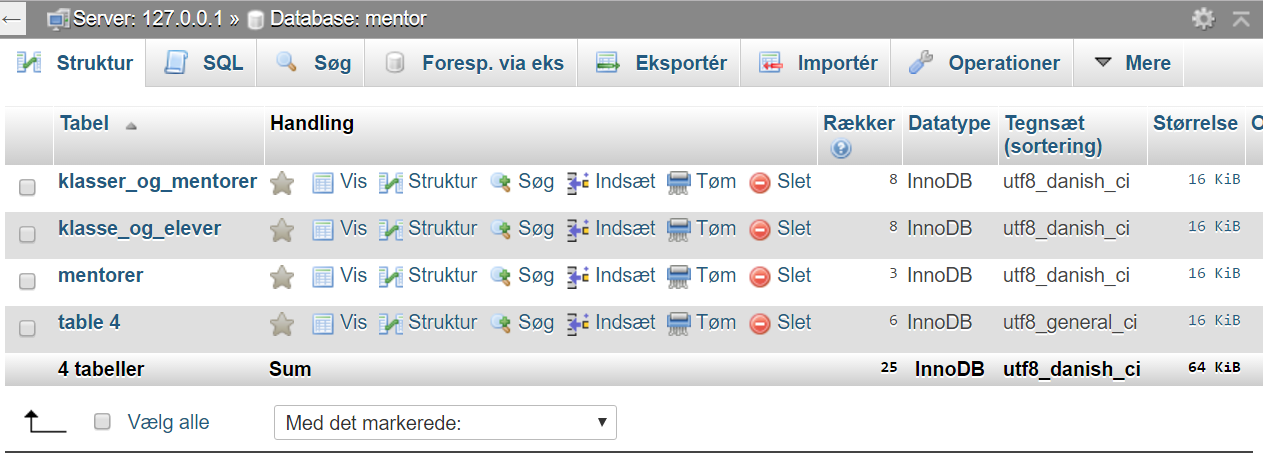 Server: 127.0.0.1 » Database: mentor
Struktur SQL Søg Foresp. via eks Eksportér Importér Operationer Mere
Tabel Handling Rækker Datatype Tegnsæt (sortering) Størrelse O
klasser_og_mentorer Vis Struktur Søg Indsæt Tøm Slet 8 InnoDB utf8_danish_ci 16 KiB
klasse_og_elever Vis Struktur Søg Indsæt Tøm Slet 8 InnoDB utf8_danish_ci 16 KiB
mentorer Vis Struktur Søg Indsæt Tøm Slet 3 InnoDB utf8_danish_ci 16 KiB
table 4 Vis Struktur Søg Indsæt Tøm Slet 6 InnoDB utf8_general_ci 16 KiB
4 tabeller Sum 25 InnoDB utf8_danish_ci 64 KiB
Vælg alle Med det markerede: